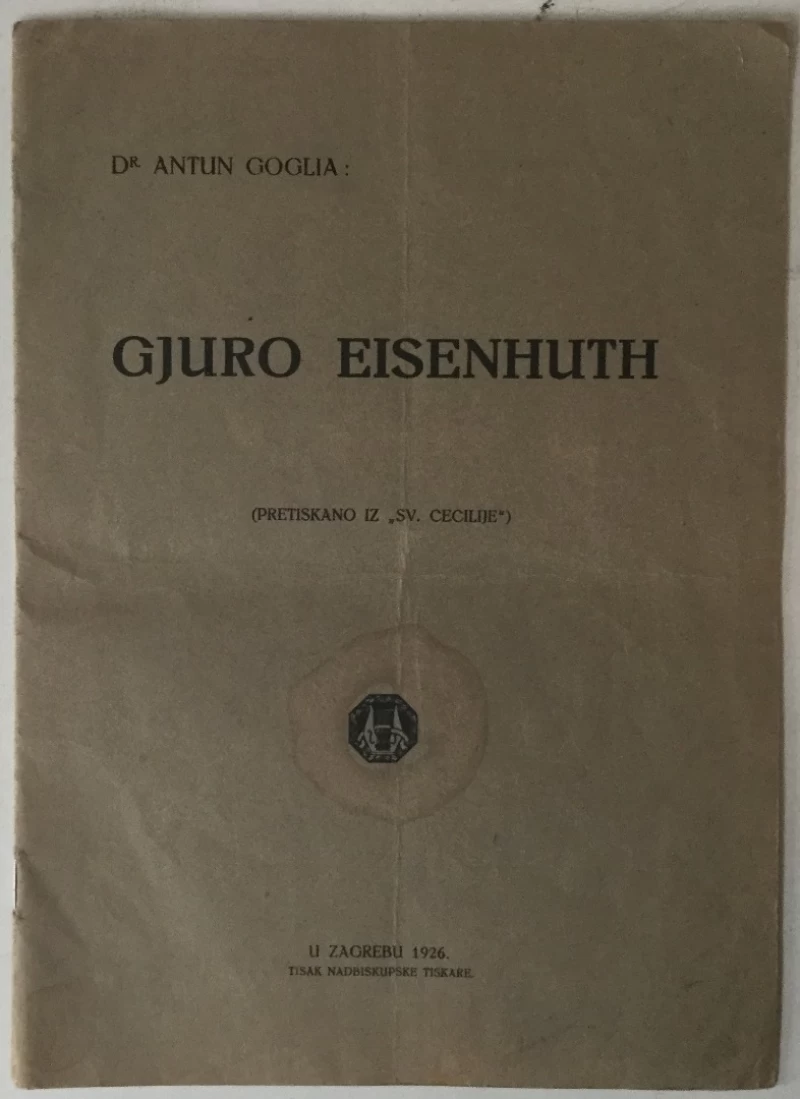 Dr. ANTUN GOGLIA:
GJURO EISENHUTH
(PRETISKANO IZ „SV. CECILIJE“)
U ZAGREBU 1926.
TISAK NADBISKUPSKE TISKARE.